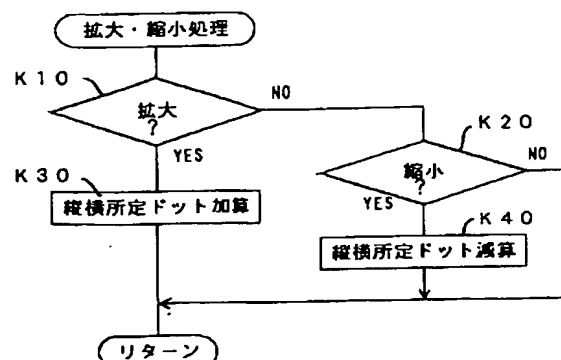 拡大・縮小処理
K10
拡大
?
NO
YES
K20
縮小
?
NO
YES
K30
縦横所定ドット加算
K40
縦横所定ドット減算
リターン